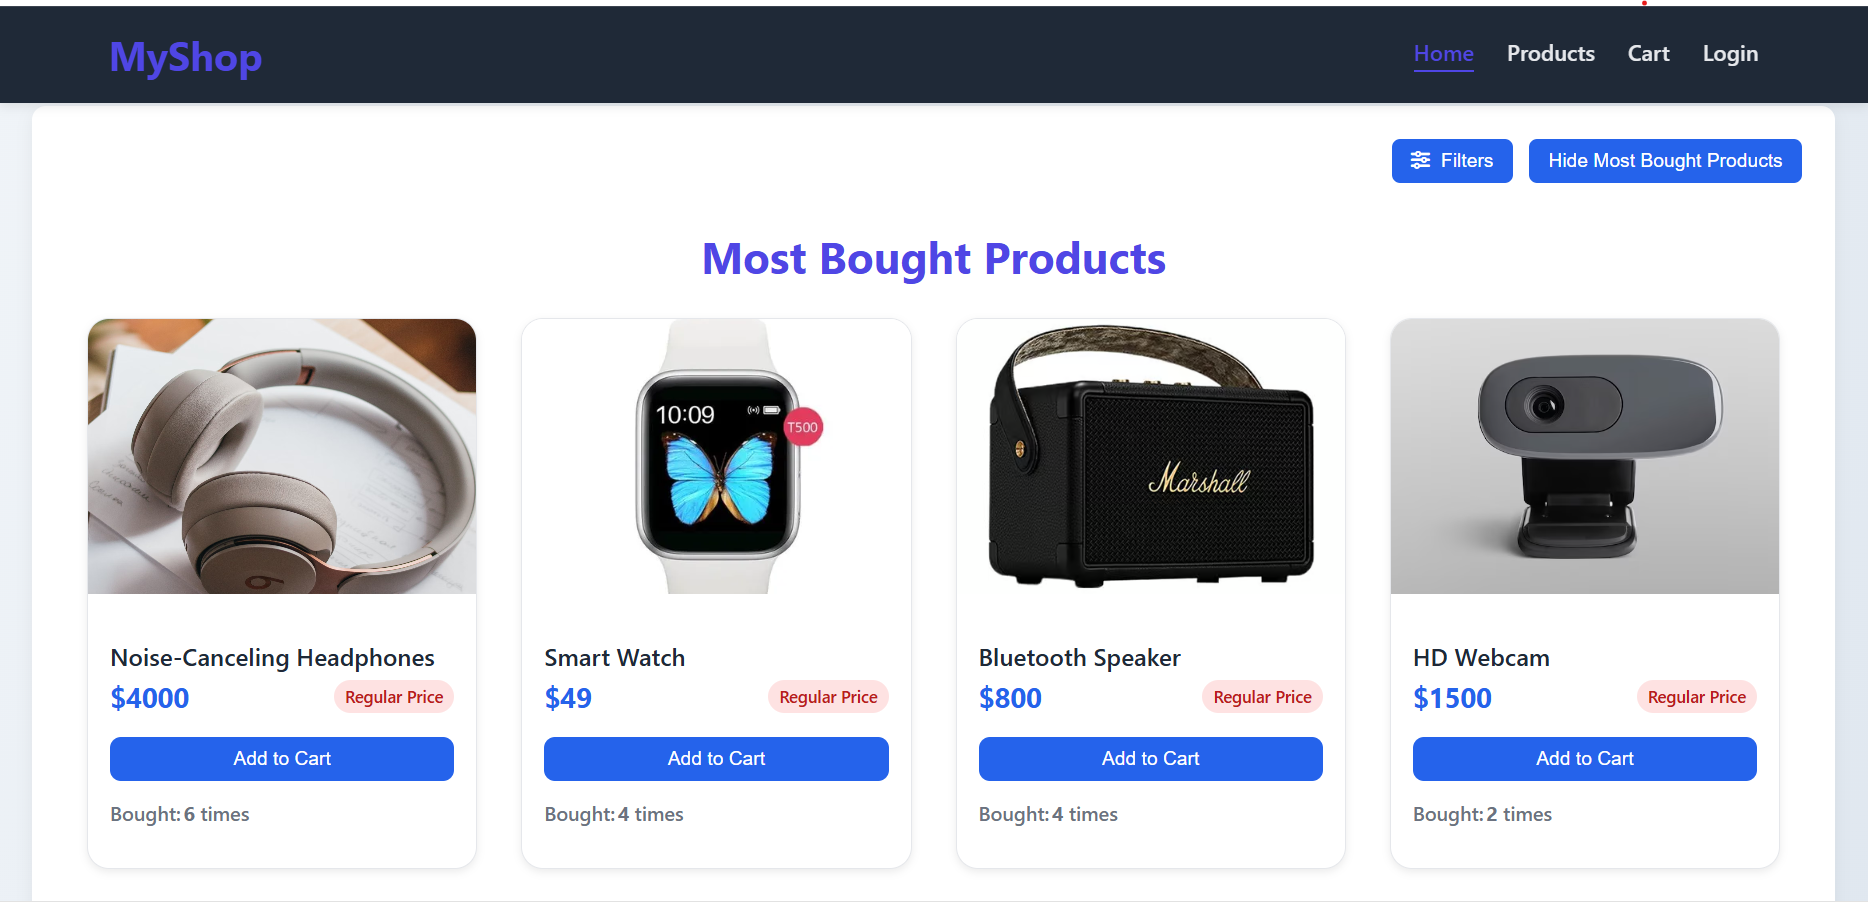 MyShop
Home Products Cart Login
Filters Hide Most Bought Products
Most Bought Products
10:09
T500
Marshall
Noise-Canceling Headphones
$4000 Regular Price
Add to Cart
Bought: 6 times
Smart Watch
$49 Regular Price
Add to Cart
Bought: 4 times
Bluetooth Speaker
$800 Regular Price
Add to Cart
Bought: 4 times
HD Webcam
$1500 Regular Price
Add to Cart
Bought: 2 times